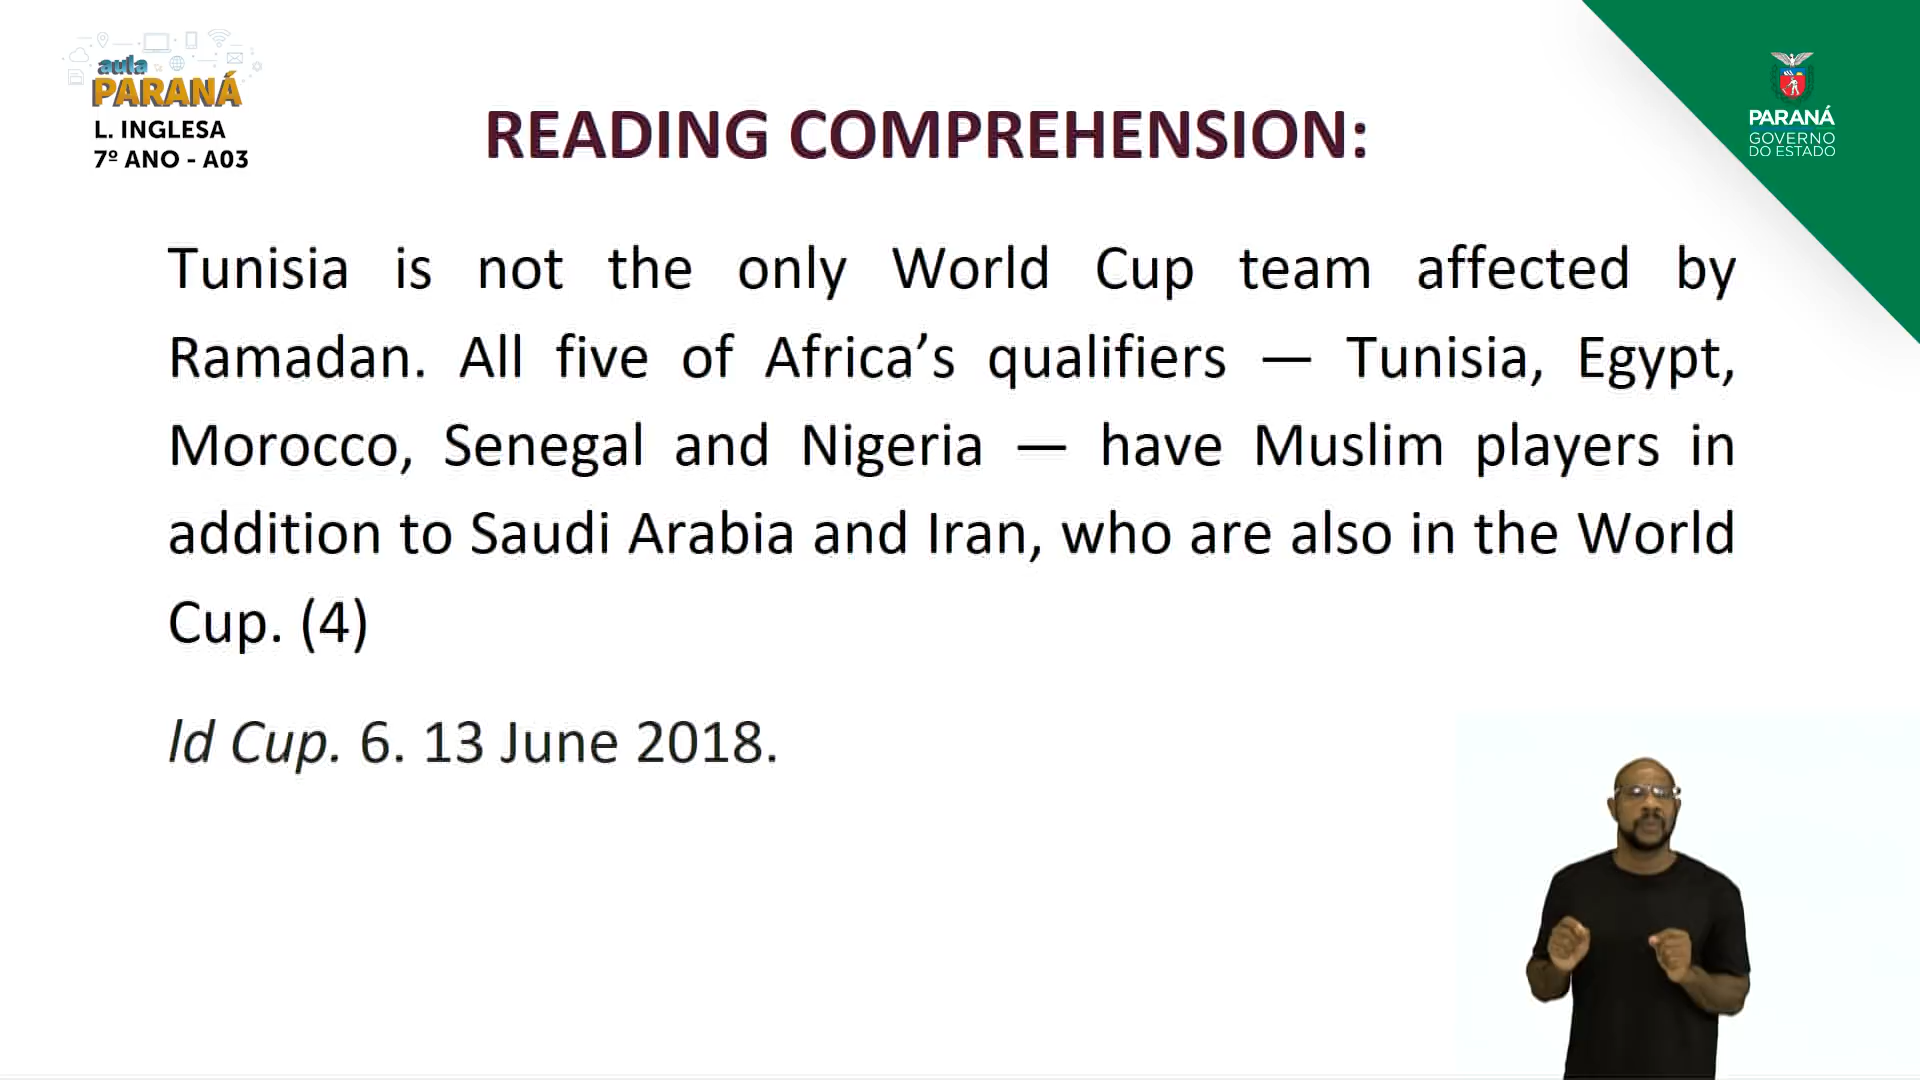 aula
PARANÁ
L. INGLESA
7º ANO - A03
READING COMPREHENSION:
PARANÁ
GOVERNO
DO ESTADO
Tunisia is not the only World Cup team affected by
Ramadan. All five of Africa’s qualifiers — Tunisia, Egypt,
Morocco, Senegal and Nigeria — have Muslim players in
addition to Saudi Arabia and Iran, who are also in the World
Cup. (4)
ld Cup. 6. 13 June 2018.